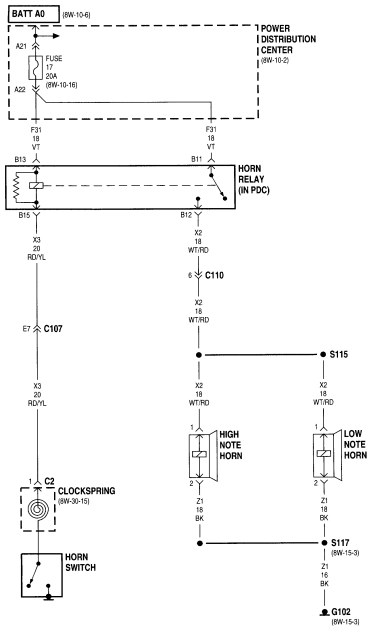 BATT A0 (8W-10-6)
POWER
DISTRIBUTION
CENTER
(8W-10-2)
A21
FUSE
17
20A
(8W-10-16)
A22
F31
18
VT
F31
18
VT
B13
B11
HORN
RELAY
(IN PDC)
B15
B12
X3
20
RD/YL
X2
18
WT/RD
6 C110
X2
18
WT/RD
E7 C107
S115
X3
20
RD/YL
X2
18
WT/RD
X2
18
WT/RD
1
HIGH
NOTE
HORN
2
1
LOW
NOTE
HORN
2
1 C2
CLOCKSPRING
(8W-30-15)
Z1
18
BK
Z1
18
BK
S117
(8W-15-3)
HORN
SWITCH
Z1
16
BK
G102
(8W-15-3)